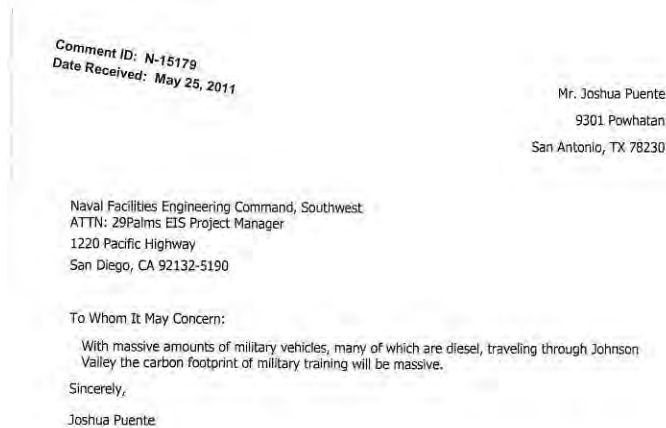 Comment ID: N-15179
Date Received: May 25, 2011
Mr. Joshua Puente
9301 Powhatan
San Antonio, TX 78230
Naval Facilities Engineering Command, Southwest
ATTN: 29Palms EIS Project Manager
1220 Pacific Highway
San Diego, CA 92132-5190
To Whom It May Concern:
With massive amounts of military vehicles, many of which are diesel, traveling through Johnson
Valley the carbon footprint of military training will be massive.
Sincerely,
Joshua Puente